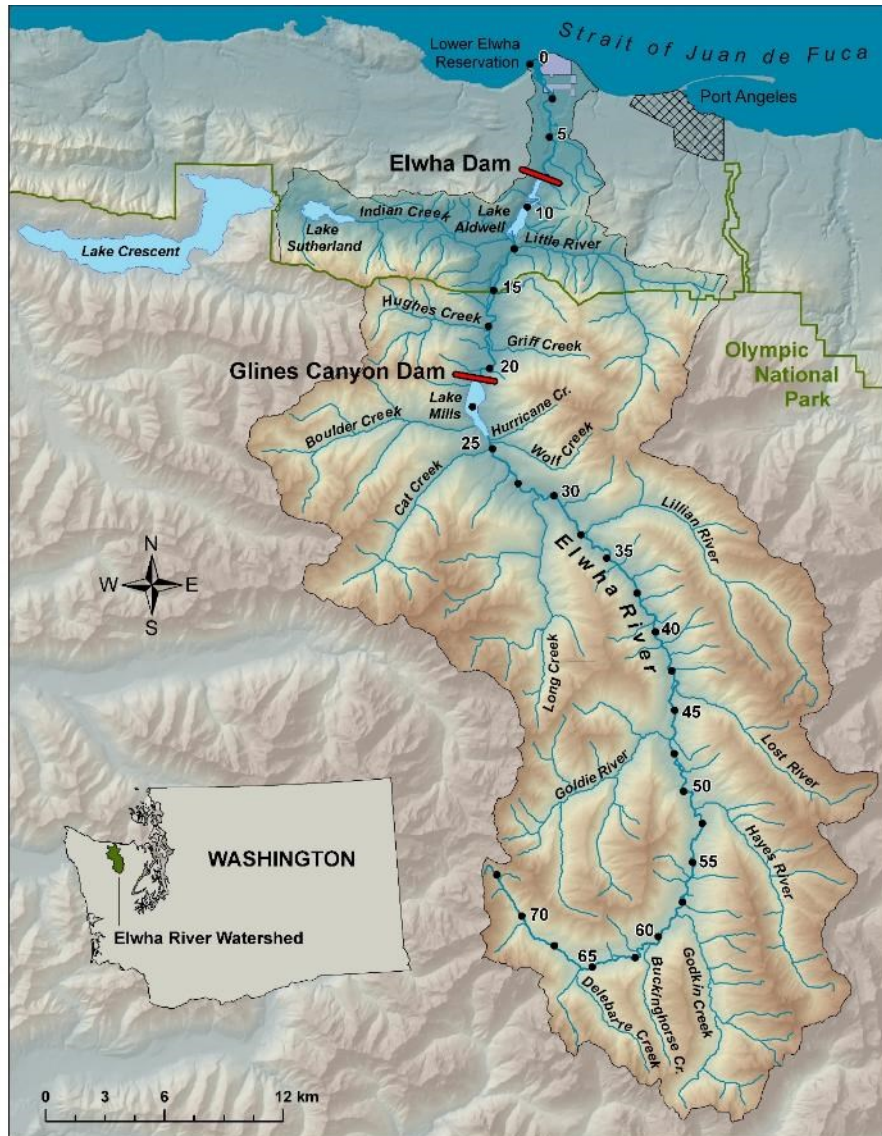 Strait of Juan de Fuca
Lower Elwha
Reservation
0
Port Angeles
5
Elwha Dam
10
Indian Creek
Lake
Aldwell
Lake
Sutherland
Little River
Lake Crescent
15
Hughes Creek
Griff Creek
Olympic
National
Park
20
Glines Canyon Dam
Lake
Mills
Hurricane Cr.
Boulder Creek
25
Wolf Creek
Cat Creek
30
Lillian River
Elwha River
35
N
W
E
S
40
Long Creek
45
Lost River
Goldie River
50
Hayes River
55
WASHINGTON
Elwha River Watershed
70
60
65
Delebarre Creek
Buckinghorse Cr.
Godkin Creek
0 3 6 12 km